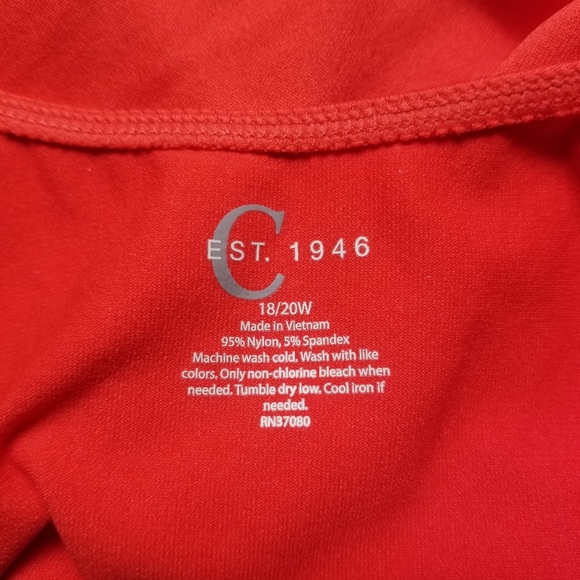 C
EST. 1946
18/20W
Made in Vietnam
95% Nylon, 5% Spandex
Machine wash cold. Wash with like
colors. Only non-chlorine bleach when
needed. Tumble dry low. Cool iron if
needed.
RN37080